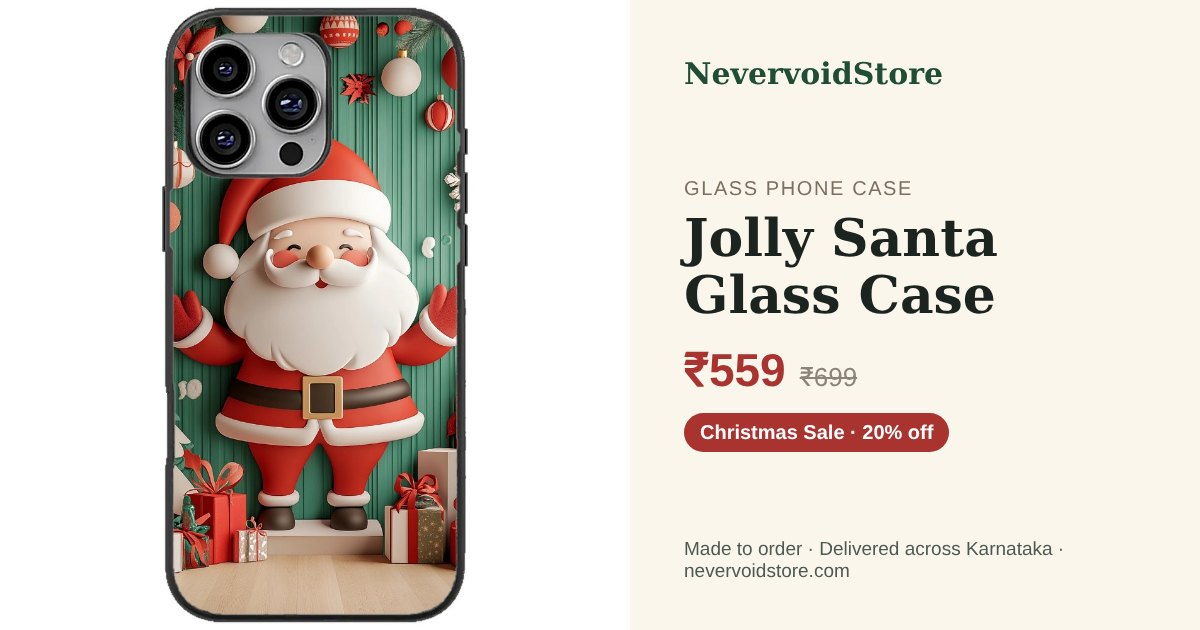 NevervoidStore
GLASS PHONE CASE
Jolly Santa
Glass Case
₹559 ₹699
Christmas Sale · 20% off
Made to order · Delivered across Karnataka ·
nevervoidstore.com